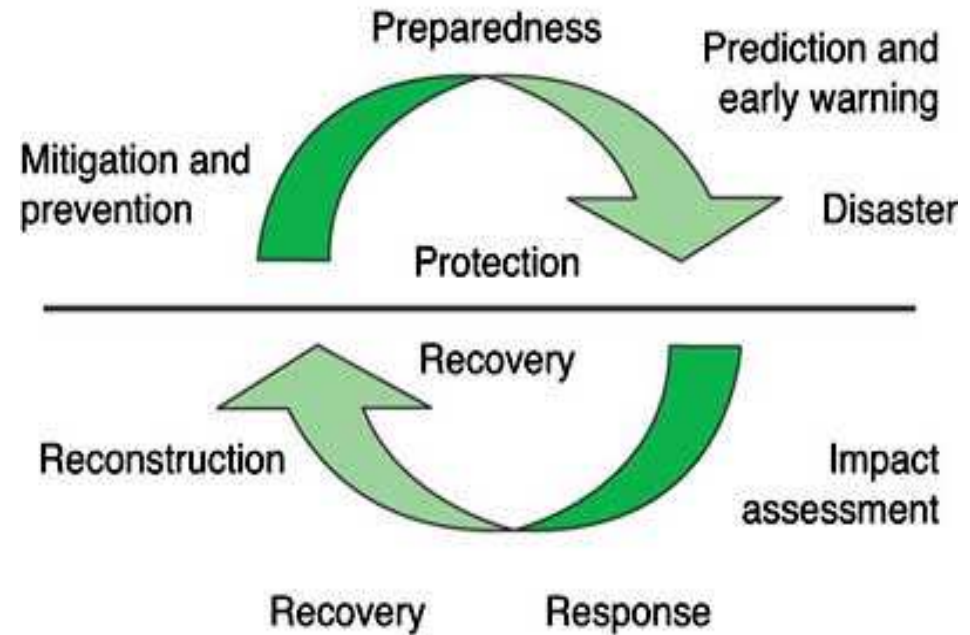 Preparedness
Prediction and
early warning
Mitigation and
prevention
Disaster
Protection
Recovery
Reconstruction
Impact
assessment
Recovery
Response